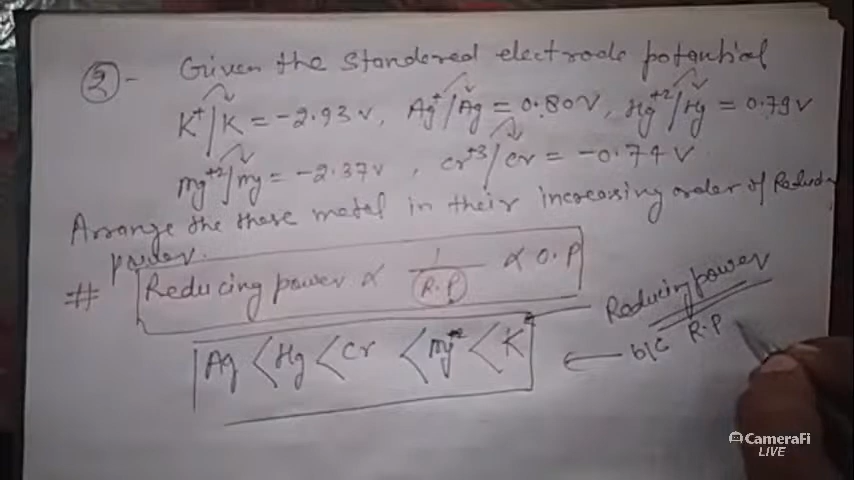 (2)- Given the standered electrode potential
K+/K = -2.93 V, Ag+/Ag = 0.80 V, Hg+2/Hg = 0.79 V
mg+2/mg = -2.37 V, Cr+3/Cr = -0.74 V
Arrange the these metal in their increasing order of Reducing
power.
# Reducing power ∝ 1/R.P ∝ O.P
Ag < Hg < Cr < mg < K
Reducing power
b/c R.P
CameraFi
LIVE